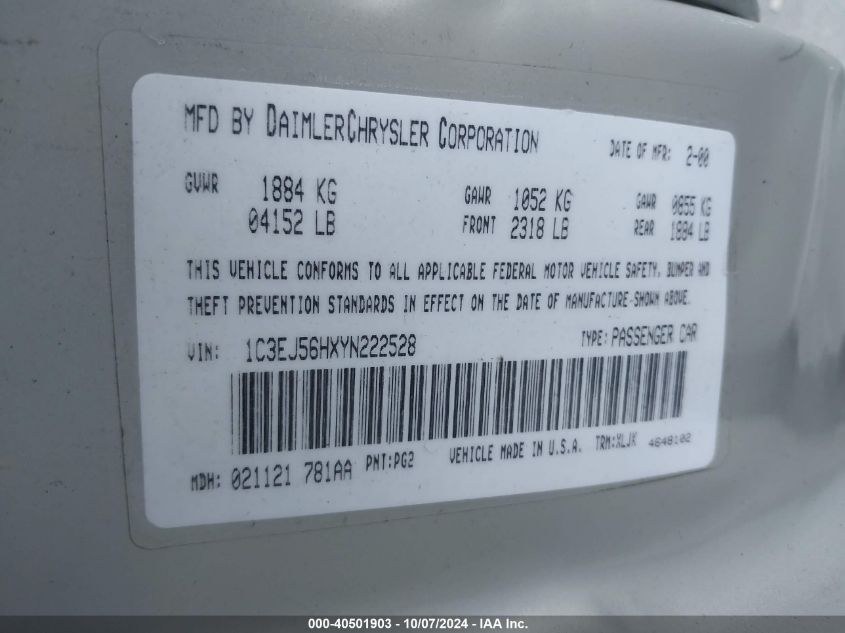 MFD BY DAIMLERCHRYSLER CORPORATION DATE OF MFR: 2-00
GVWR 1884 KG GAWR 1052 KG GAWR 0855 KG
04152 LB FRONT 2318 LB REAR 1884 LB
THIS VEHICLE CONFORMS TO ALL APPLICABLE FEDERAL MOTOR VEHICLE SAFETY, BUMPER AND
THEFT PREVENTION STANDARDS IN EFFECT ON THE DATE OF MANUFACTURE SHOWN ABOVE.
VIN: 1C3EJ56HXYN222528 TYPE: PASSENGER CAR
MDH: 021121 781AA PNT:PG2 VEHICLE MADE IN U.S.A. TRM:XLJK 4648102
000-40501903 - 10/07/2024 - IAA Inc.